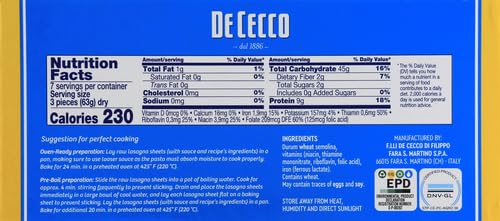 DE CECCO
dal 1886
Nutrition
Facts
7 servings per container
Serving size
3 pieces (63g) dry
Calories 230
Amount/serving % Daily Value*
Total Fat 1g 1%
Saturated Fat 0g 0%
Trans Fat 0g
Cholesterol 0mg 0%
Sodium 0mg 0%
Amount/serving % Daily Value*
Total Carbohydrate 45g 16%
Dietary Fiber 2g 7%
Total Sugars 2g
Includes 0g Added Sugars 0%
Protein 9g 18%
Vitamin D 0mcg 0% • Calcium 16mg 0% • Iron 1,9mg 15% • Potassium 157mg 4% • Thiamin 0,6mg 50% •
Riboflavin 0,3mg 25% • Niacin 3,9mg 25% • Folate 209mcg DFE 60% (125mcg folic acid)
*The % Daily Value
(DV) tells you how
much a nutrient in
a serving of food
contributes to a daily
diet. 2,000 calories a
day is used for general
nutrition advice.
Suggestion for perfect cooking
Oven-Ready preparation: Lay raw lasagna sheets (with sauce and recipe's ingredients) in a
pan, making sure to use looser sauce as the pasta must absorb moisture to cook properly.
Bake for 24 min. in a preheated oven at 425° F (220 °C).
Pre-Boil preparation: Slide the raw lasagna sheets into a pot of boiling water. Cook for
approx. 4 min. stirring frequently to prevent sticking. Drain and place the lasagna sheets
in a large bowl of cold water. Lay each lasagna sheet flat on a baking
sheet to prevent sticking. Lay the lasagna sheets (with sauce and recipe's ingredients) in a pan.
Bake for additional 20 min. in a preheated oven at 425° F (220 °C).
INGREDIENTS
Durum wheat semolina,
vitamins (niacin, thiamine
mononitrate, riboflavin, folic acid),
iron (ferrous lactate).
Contains wheat.
May contain traces of eggs and soy.
STORE AWAY FROM HEAT,
HUMIDITY AND DIRECT SUNLIGHT
MANUFACTURED BY:
F.LLI DE CECCO DI FILIPPO
FARA S. MARTINO S.P.A.
66015 FARA S. MARTINO (CH) - ITALY
EPD
ENVIRONMENTAL
PRODUCT DECLARATION
REGISTRATION NUMBER
S-P-00282
DNV·GL